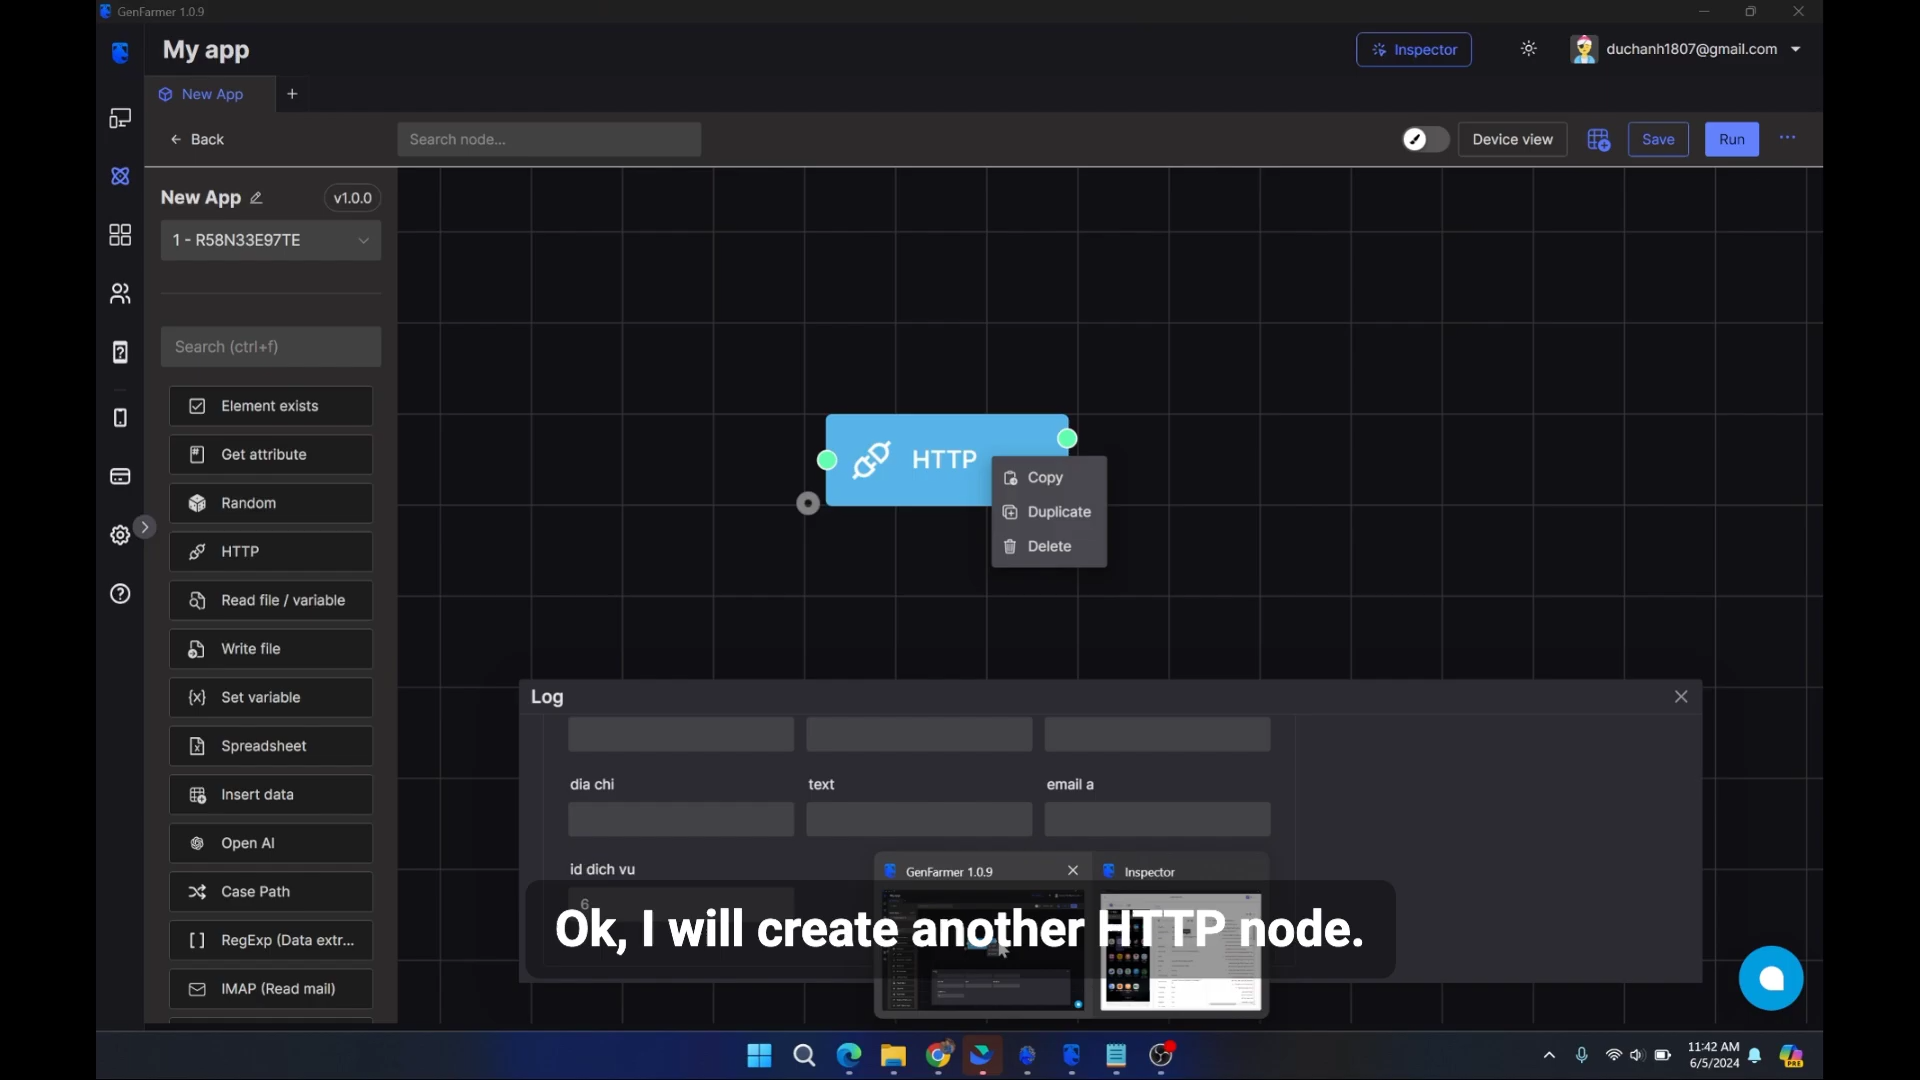 GenFarmer 1.0.9
My app
Inspector
duchanh1807@gmail.com
New App
+
Back
Search node...
Device view
Save
Run
New App
v1.0.0
1 - R58N33E97TE
Search (ctrl+f)
Element exists
Get attribute
Random
HTTP
Read file / variable
Write file
Set variable
Spreadsheet
Insert data
Open AI
Case Path
RegExp (Data extr...
IMAP (Read mail)
HTTP
Copy
Duplicate
Delete
Log
dia chi
text
email a
id dich vu
6
GenFarmer 1.0.9
Inspector
Ok, I will create another HTTP node.
11:42 AM
6/5/2024